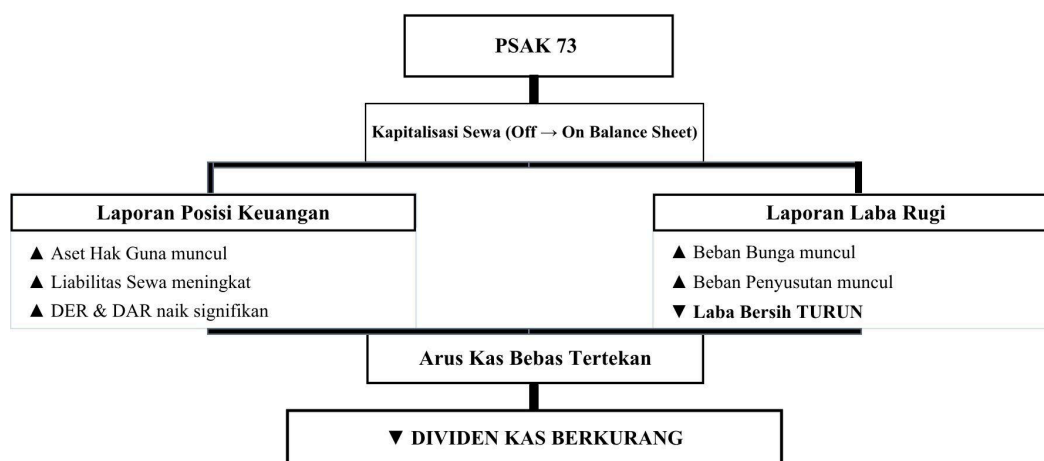 PSAK 73
Kapitalisasi Sewa (Off → On Balance Sheet)
Laporan Posisi Keuangan
▲ Aset Hak Guna muncul
▲ Liabilitas Sewa meningkat
▲ DER & DAR naik signifikan
Laporan Laba Rugi
▲ Beban Bunga muncul
▲ Beban Penyusutan muncul
▼ Laba Bersih TURUN
Arus Kas Bebas Tertekan
▼ DIVIDEN KAS BERKURANG